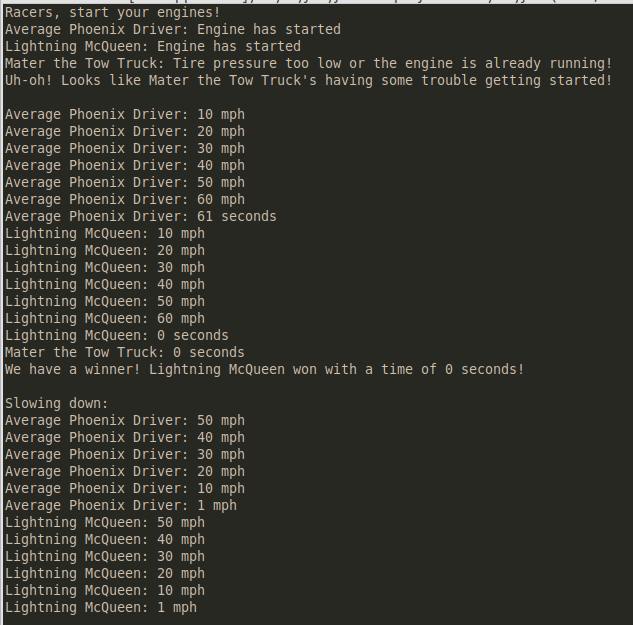 Racers, start your engines!
Average Phoenix Driver: Engine has started
Lightning McQueen: Engine has started
Mater the Tow Truck: Tire pressure too low or the engine is already running!
Uh-oh! Looks like Mater the Tow Truck's having some trouble getting started!
Average Phoenix Driver: 10 mph
Average Phoenix Driver: 20 mph
Average Phoenix Driver: 30 mph
Average Phoenix Driver: 40 mph
Average Phoenix Driver: 50 mph
Average Phoenix Driver: 60 mph
Average Phoenix Driver: 61 seconds
Lightning McQueen: 10 mph
Lightning McQueen: 20 mph
Lightning McQueen: 30 mph
Lightning McQueen: 40 mph
Lightning McQueen: 50 mph
Lightning McQueen: 60 mph
Lightning McQueen: 0 seconds
Mater the Tow Truck: 0 seconds
We have a winner! Lightning McQueen won with a time of 0 seconds!
Slowing down:
Average Phoenix Driver: 50 mph
Average Phoenix Driver: 40 mph
Average Phoenix Driver: 30 mph
Average Phoenix Driver: 20 mph
Average Phoenix Driver: 10 mph
Average Phoenix Driver: 1 mph
Lightning McQueen: 50 mph
Lightning McQueen: 40 mph
Lightning McQueen: 30 mph
Lightning McQueen: 20 mph
Lightning McQueen: 10 mph
Lightning McQueen: 1 mph